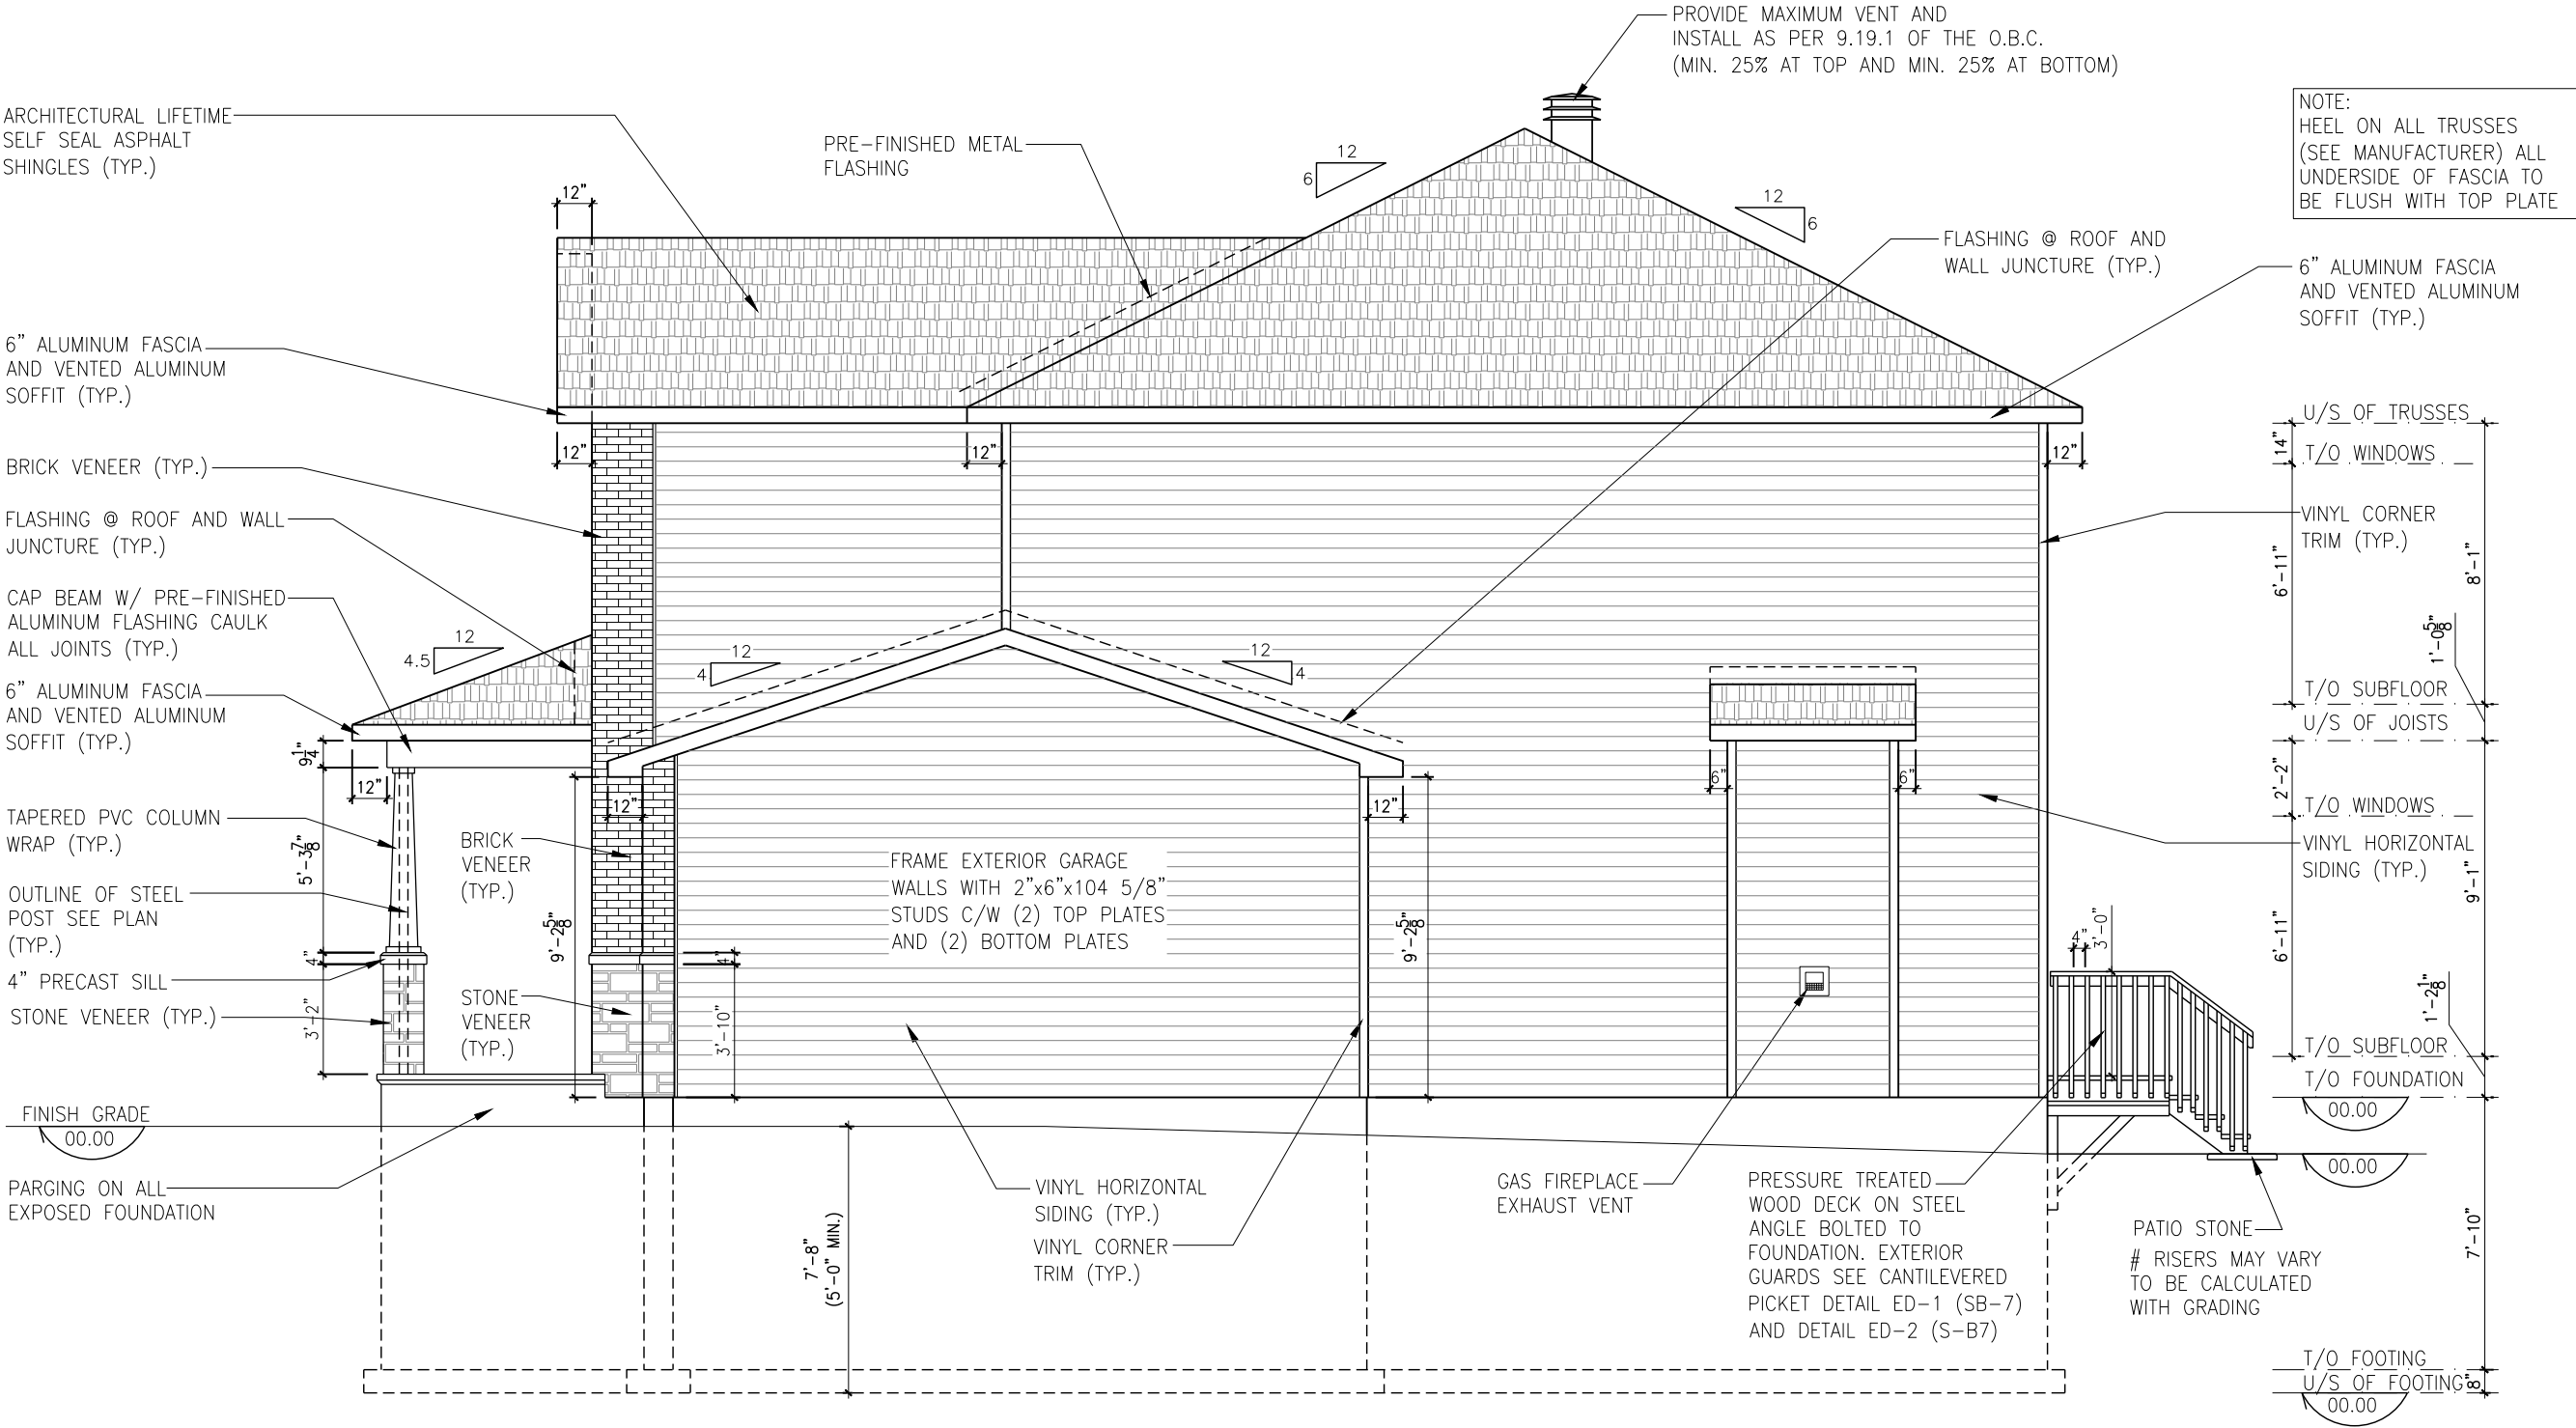 PROVIDE MAXIMUM VENT AND
INSTALL AS PER 9.19.1 OF THE O.B.C.
(MIN. 25% AT TOP AND MIN. 25% AT BOTTOM)
NOTE:
HEEL ON ALL TRUSSES
(SEE MANUFACTURER) ALL
UNDERSIDE OF FASCIA TO
BE FLUSH WITH TOP PLATE
ARCHITECTURAL LIFETIME
SELF SEAL ASPHALT
SHINGLES (TYP.)
PRE-FINISHED METAL
FLASHING
12
6
12
6
12"
FLASHING @ ROOF AND
WALL JUNCTURE (TYP.)
6" ALUMINUM FASCIA
AND VENTED ALUMINUM
SOFFIT (TYP.)
6" ALUMINUM FASCIA
AND VENTED ALUMINUM
SOFFIT (TYP.)
12"
12"
12"
BRICK VENEER (TYP.)
FLASHING @ ROOF AND WALL
JUNCTURE (TYP.)
CAP BEAM W/ PRE-FINISHED
ALUMINUM FLASHING CAULK
ALL JOINTS (TYP.)
12
4.5
12
4
12
4
6" ALUMINUM FASCIA
AND VENTED ALUMINUM
SOFFIT (TYP.)
9 1/4"
12"
5'-3 7/8"
TAPERED PVC COLUMN
WRAP (TYP.)
OUTLINE OF STEEL
POST SEE PLAN
(TYP.)
4"
4" PRECAST SILL
STONE VENEER (TYP.)
3'-2"
BRICK
VENEER
(TYP.)
STONE
VENEER
(TYP.)
9'-2 5/8"
12"
12"
4"
3'-10"
FRAME EXTERIOR GARAGE
WALLS WITH 2"x6"x104 5/8"
STUDS C/W (2) TOP PLATES
AND (2) BOTTOM PLATES
9'-2 5/8"
6"
6"
U/S OF TRUSSES
14"
T/O WINDOWS
VINYL CORNER
TRIM (TYP.)
6'-11"
8'-1"
1'-0 5/8"
T/O SUBFLOOR
U/S OF JOISTS
2'-2"
T/O WINDOWS
VINYL HORIZONTAL
SIDING (TYP.)
9'-1"
6'-11"
4"
3'-0"
1'-2 1/8"
T/O SUBFLOOR
T/O FOUNDATION
00.00
00.00
FINISH GRADE
00.00
PARGING ON ALL
EXPOSED FOUNDATION
7'-8"
(5'-0" MIN.)
VINYL HORIZONTAL
SIDING (TYP.)
VINYL CORNER
TRIM (TYP.)
GAS FIREPLACE
EXHAUST VENT
PRESSURE TREATED
WOOD DECK ON STEEL
ANGLE BOLTED TO
FOUNDATION. EXTERIOR
GUARDS SEE CANTILEVERED
PICKET DETAIL ED-1 (SB-7)
AND DETAIL ED-2 (S-B7)
PATIO STONE
# RISERS MAY VARY
TO BE CALCULATED
WITH GRADING
7'-10"
T/O FOOTING
U/S OF FOOTING
8"
00.00